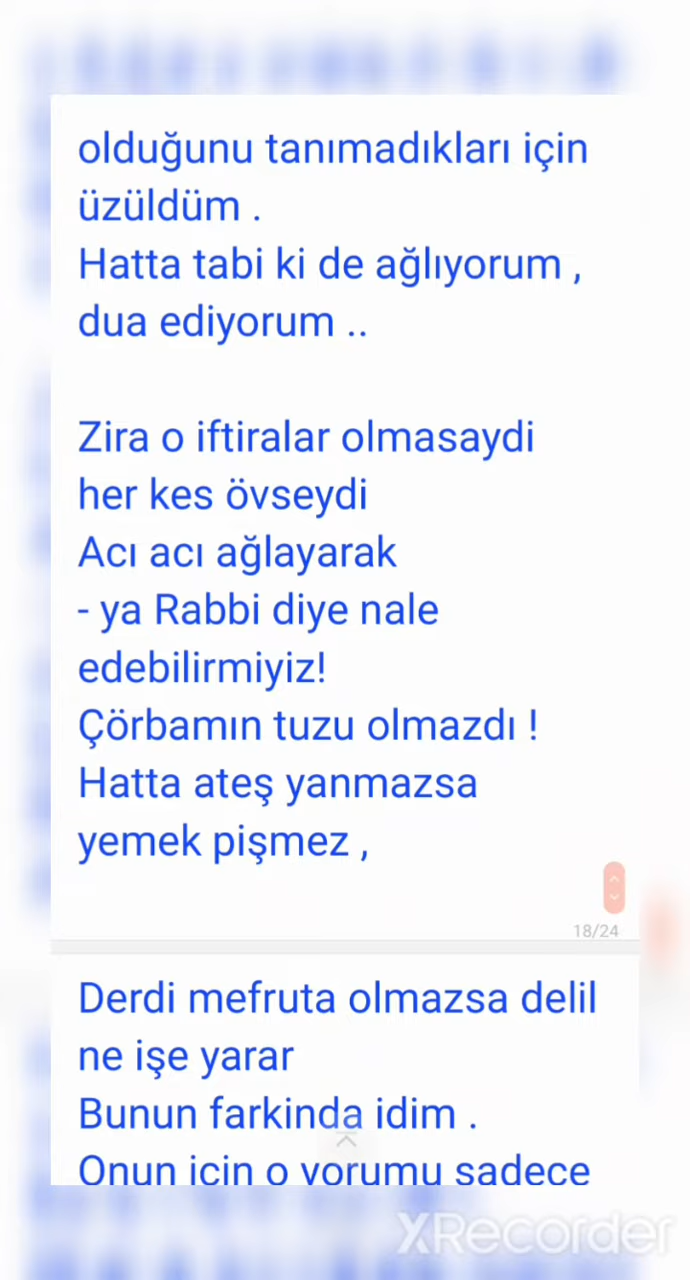 olduğunu tanımadıkları için
üzüldüm .
Hatta tabi ki de ağlıyorum ,
dua ediyorum ..
Zira o iftiralar olmasaydi
her kes övseydi
Acı acı ağlayarak
- ya Rabbi diye nale
edebilirmiyiz!
Çörbamın tuzu olmazdı !
Hatta ateş yanmazsa
yemek pişmez ,
18/24
Derdi mefruta olmazsa delil
ne işe yarar
Bunun farkinda idim .
Onun için o yorumu sadece
XRecorder